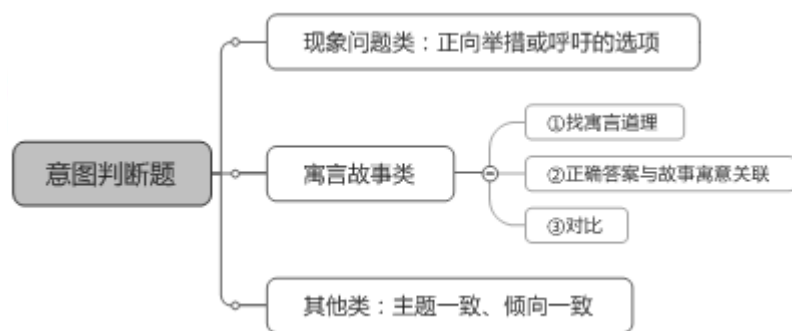 现象问题类：正向举措或呼吁的选项
意图判断题
寓言故事类
①找寓言道理
②正确答案与故事寓意关联
③对比
其他类：主题一致、倾向一致